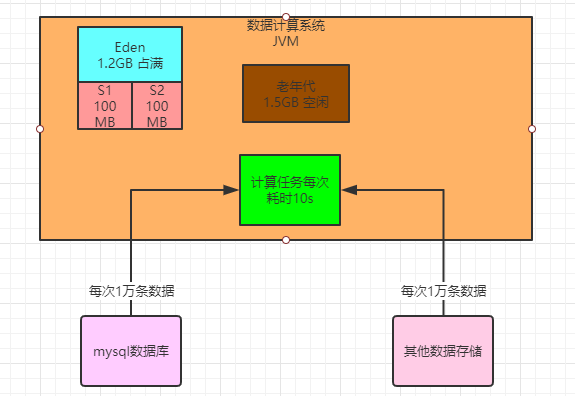 数据计算系统
JVM
Eden
1.2GB 占满
S1
100
MB
S2
100
MB
老年代
1.5GB 空闲
计算任务每次
耗时10s
每次1万条数据
每次1万条数据
mysql数据库
其他数据存储